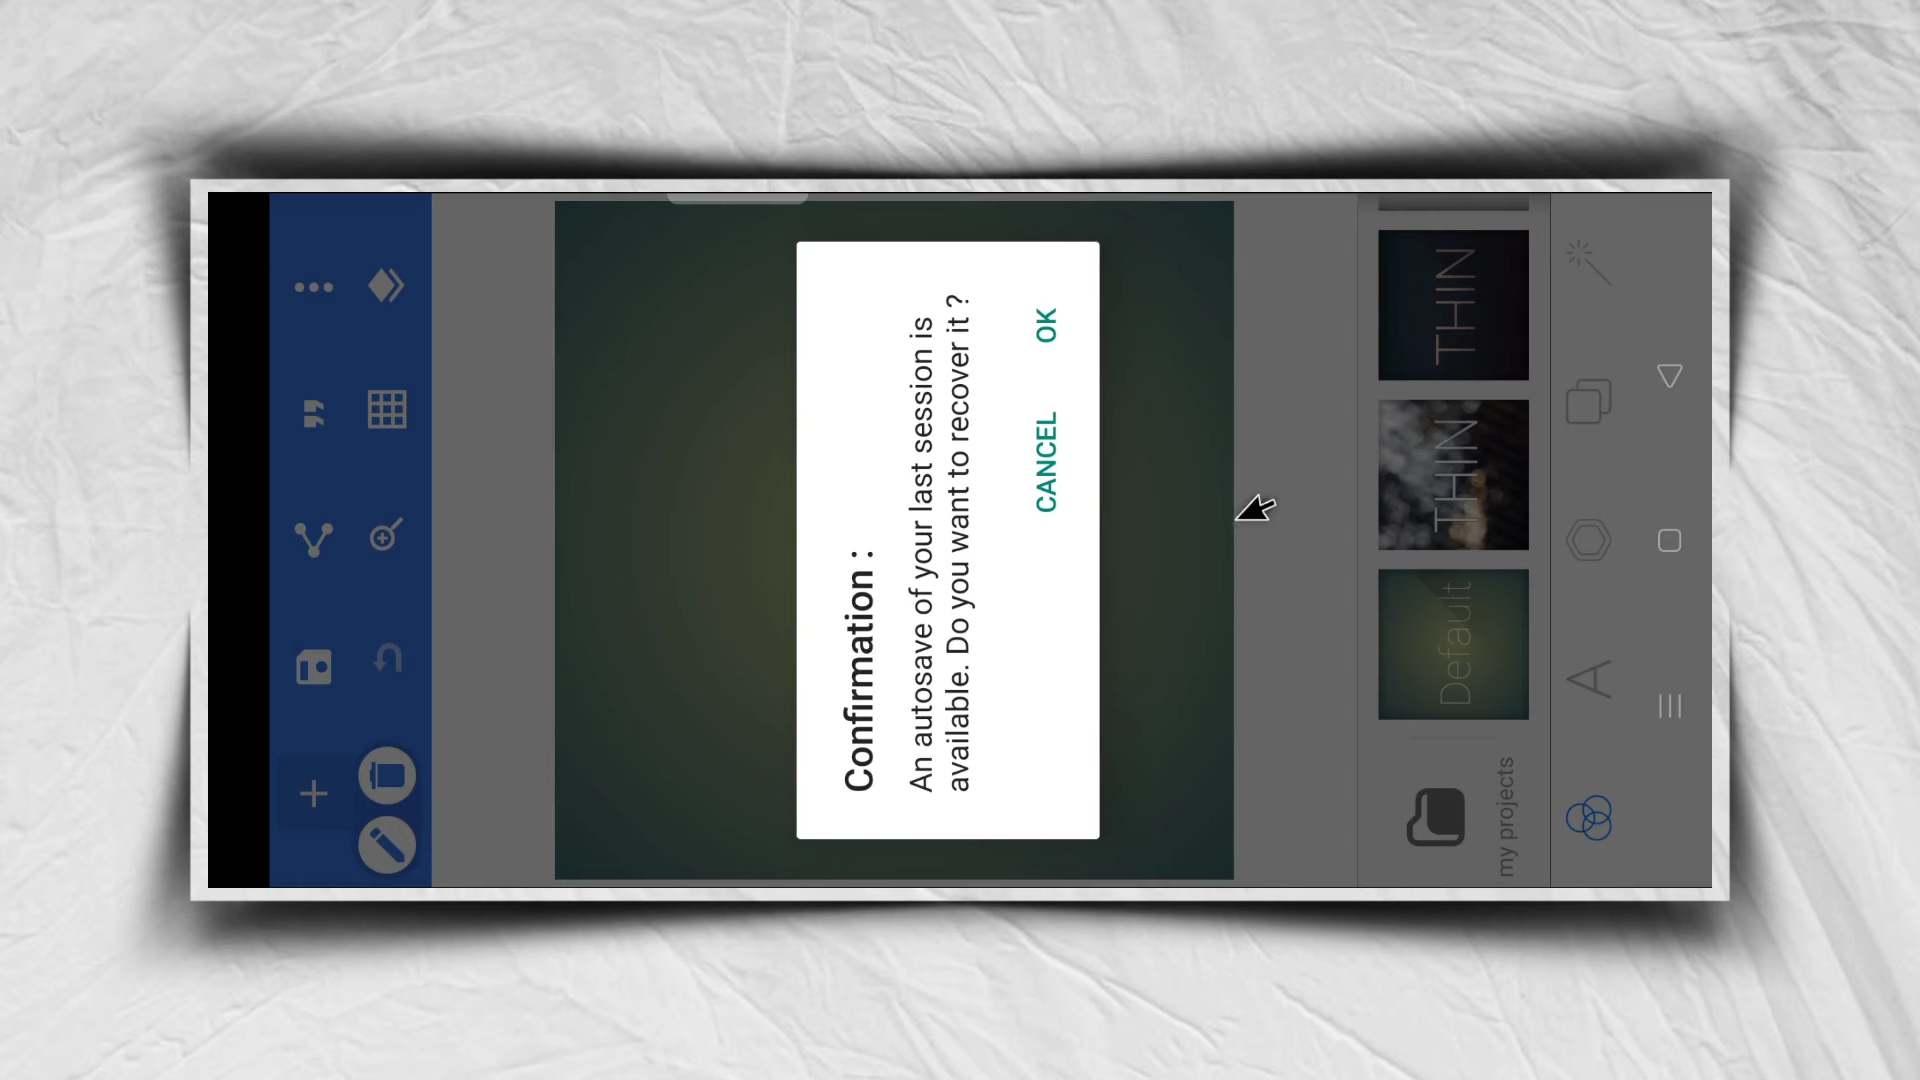 Confirmation :
An autosave of your last session is
available. Do you want to recover it ?
CANCEL OK
my projects
Default
THIN
THIN
A